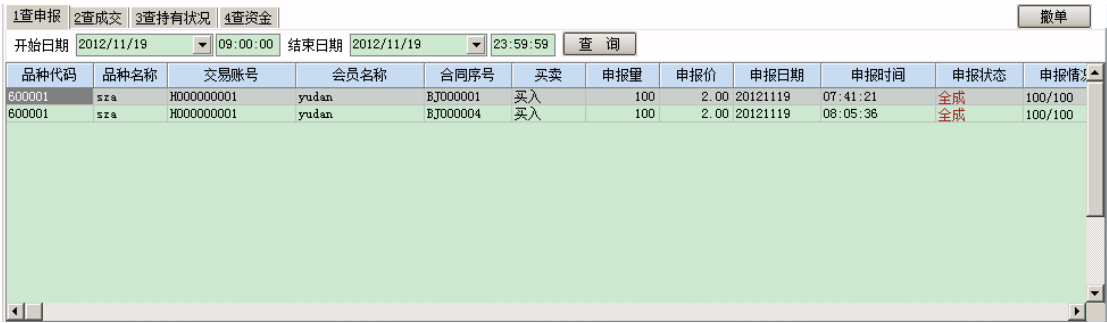 1查申报 2查成交 3查持有状况 4查资金 撤单
开始日期 2012/11/19 09:00:00 结束日期 2012/11/19 23:59:59 查 询
品种代码 品种名称 交易账号 会员名称 合同序号 买卖 申报量 申报价 申报日期 申报时间 申报状态 申报情况
600001 sza H000000001 yudan BJ000001 买入 100 2.00 20121119 07:41:21 全成 100/100
600001 sza H000000001 yudan BJ000004 买入 100 2.00 20121119 08:05:36 全成 100/100